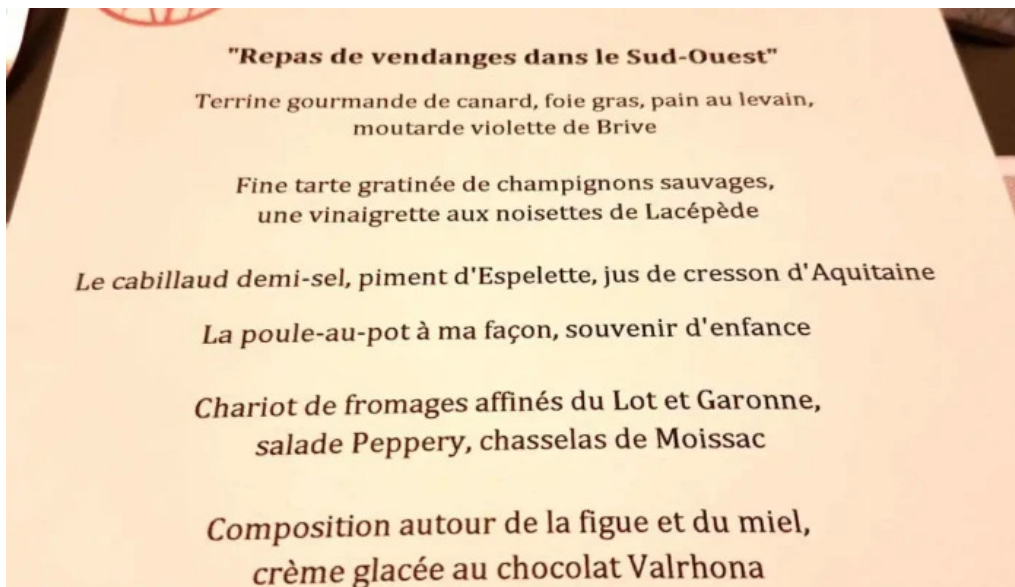 "Repas de vendanges dans le Sud-Ouest"
Terrine gourmande de canard, foie gras, pain au levain,
moutarde violette de Brive
Fine tarte gratinée de champignons sauvages,
une vinaigrette aux noisettes de Lacépède
Le cabillaud demi-sel, piment d'Espelette, jus de cresson d'Aquitaine
La poule-au-pot à ma façon, souvenir d'enfance
Chariot de fromages affinés du Lot et Garonne,
salade Peppery, chasselas de Moissac
Composition autour de la figue et du miel,
crème glacée au chocolat Valrhona